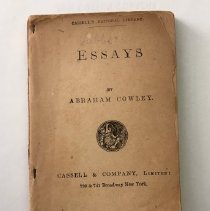 CASSELL'S NATIONAL LIBRARY.
ESSAYS
BY
ABRAHAM COWLEY.
CASSELL & COMPANY, LIMITED:
739 & 741 Broadway New York.